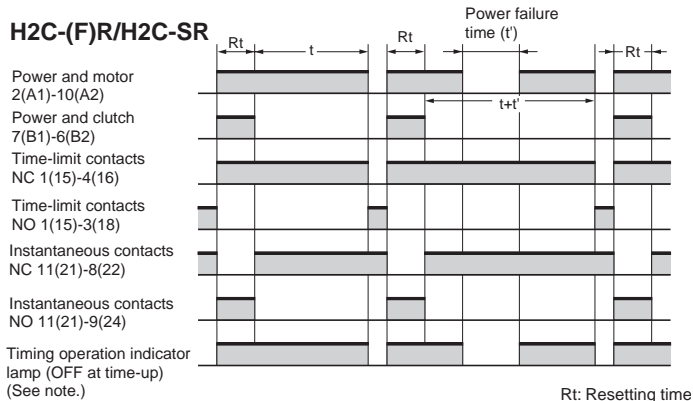 H2C-(F)R/H2C-SR
Power failure
time (t')
Rt
t
Rt
Rt
Power and motor
2(A1)-10(A2)
t+t'
Power and clutch
7(B1)-6(B2)
Time-limit contacts
NC 1(15)-4(16)
Time-limit contacts
NO 1(15)-3(18)
Instantaneous contacts
NC 11(21)-8(22)
Instantaneous contacts
NO 11(21)-9(24)
Timing operation indicator
lamp (OFF at time-up)
(See note.)
Rt: Resetting time